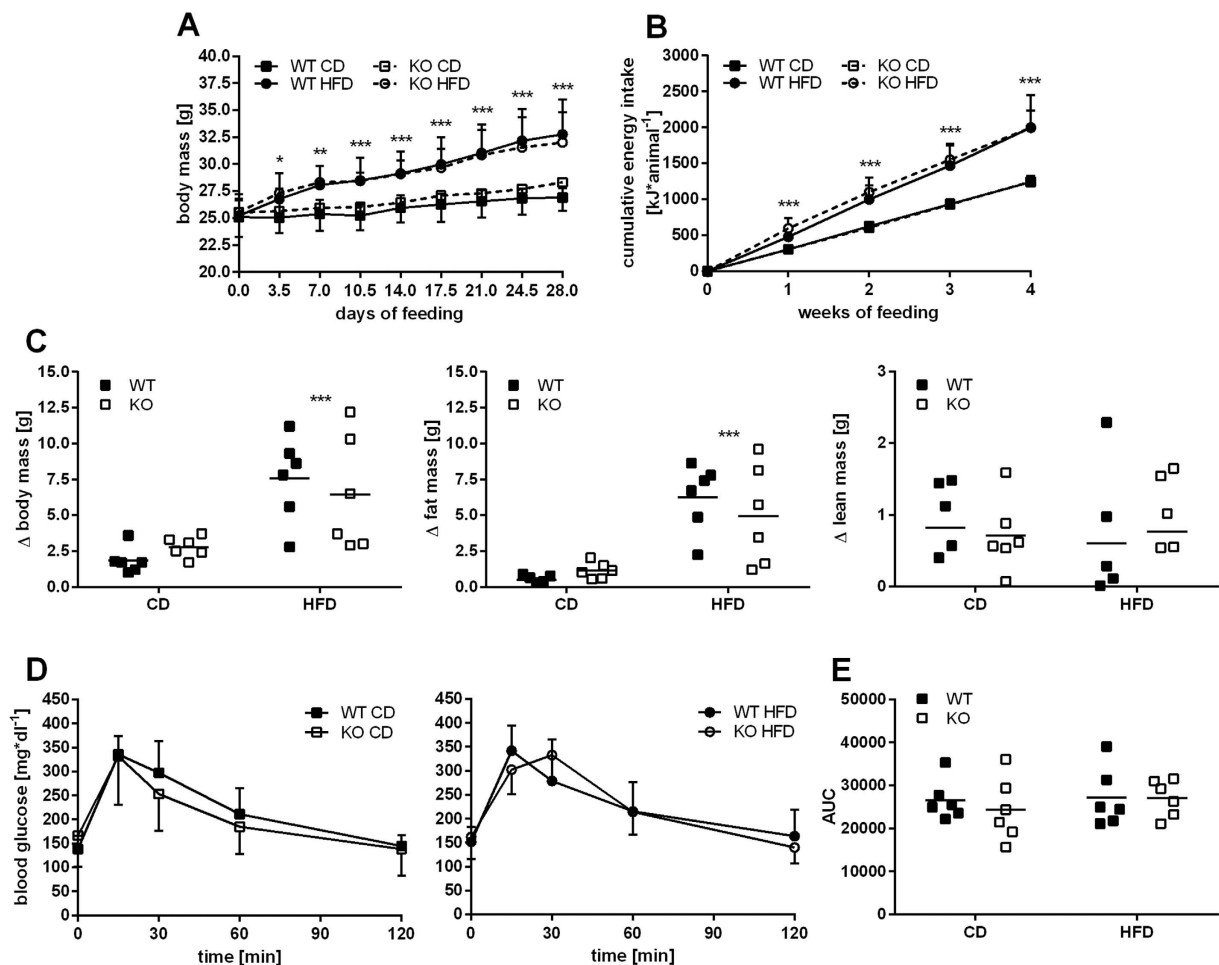 A
B
WT CD
KO CD
WT HFD
KO HFD
body mass [g]
40.0
37.5
35.0
32.5
30.0
27.5
25.0
22.5
20.0
* ** *** *** *** *** *** ***
0.0 3.5 7.0 10.5 14.0 17.5 21.0 24.5 28.0
days of feeding
WT CD
KO CD
WT HFD
KO HFD
cumulative energy intake
[kJ*animal⁻¹]
3000
2500
2000
1500
1000
500
0
*** *** *** ***
0 1 2 3 4
weeks of feeding
C
WT
KO
Δ body mass [g]
15.0
12.5
10.0
7.5
5.0
2.5
0.0
***
CD HFD
WT
KO
Δ fat mass [g]
15.0
12.5
10.0
7.5
5.0
2.5
0.0
***
CD HFD
WT
KO
Δ lean mass [g]
3
2
1
0
CD HFD
D
WT CD
KO CD
blood glucose [mg*dl⁻¹]
450
400
350
300
250
200
150
100
50
0
0 30 60 90 120
time [min]
WT HFD
KO HFD
450
400
350
300
250
200
150
100
50
0
0 30 60 90 120
time [min]
E
WT
KO
AUC
50000
40000
30000
20000
10000
0
CD HFD